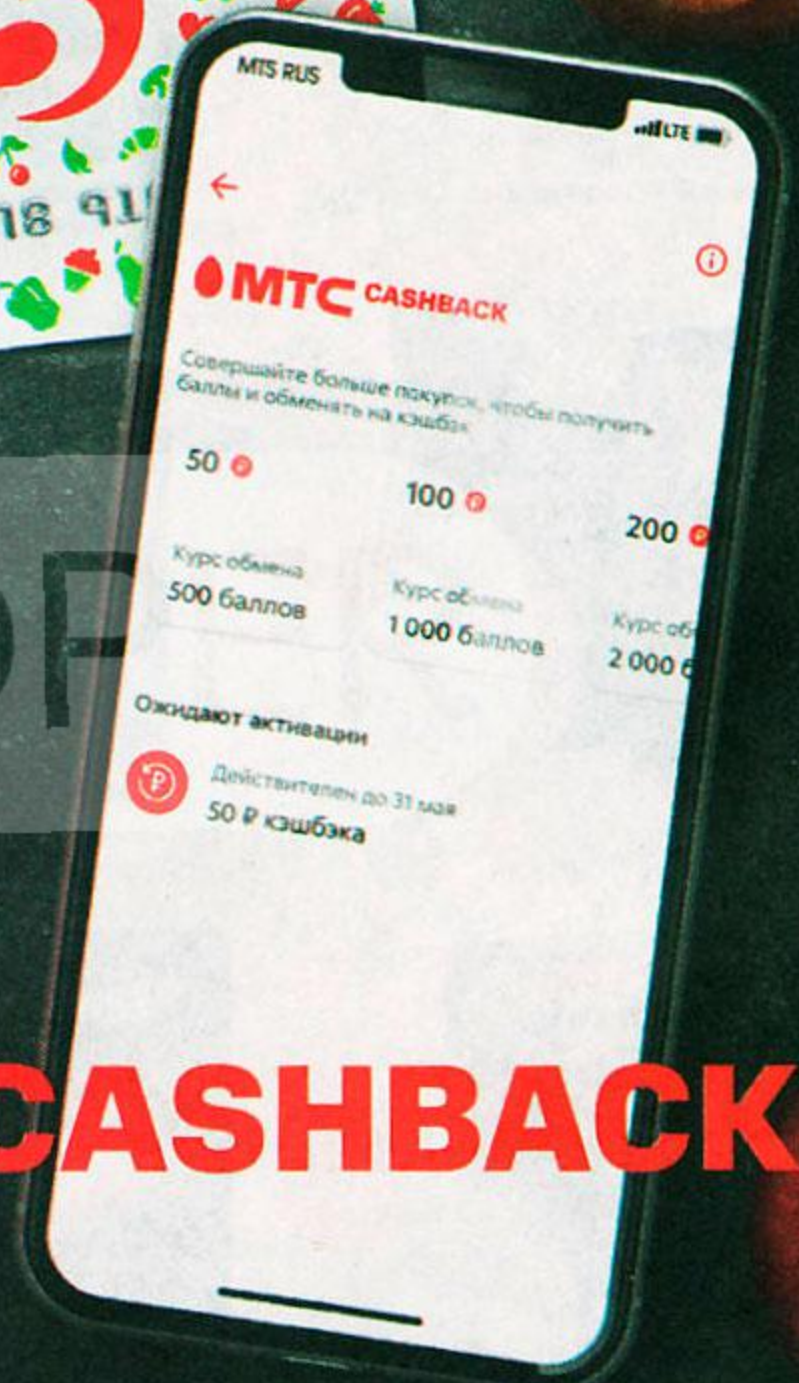 MTS RUS
LTE
МТС CASHBACK
Совершайте больше покупок, чтобы получить
баллы и обменять на кэшбэк
50 ₽
100 ₽
200 ₽
Курс обмена
500 баллов
Курс обмена
1 000 баллов
Курс об
2 000 б
Ожидают активации
Действителен до 31 мая
50 ₽ кэшбэка
CASHBACK